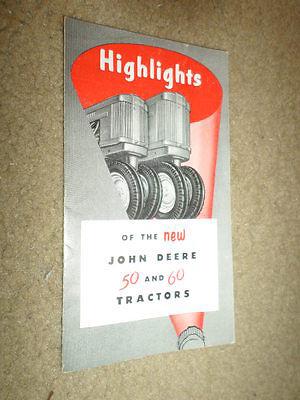 Highlights
OF THE new
JOHN DEERE
50 AND 60
TRACTORS